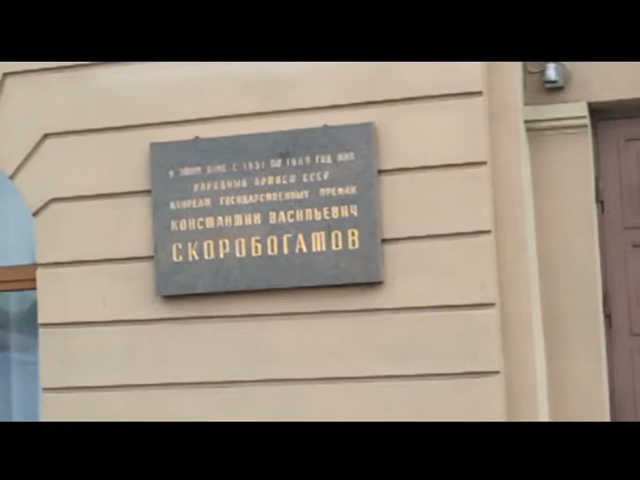 В ЭТОМ ДОМЕ С 1951 ПО 1969 ГОД ЖИЛ
НАРОДНЫЙ АРТИСТ СССР
ЛАУРЕАТ ГОСУДАРСТВЕННЫХ ПРЕМИЙ
КОНСТАНТИН ВАСИЛЬЕВИЧ
СКОРОБОГАТОВ